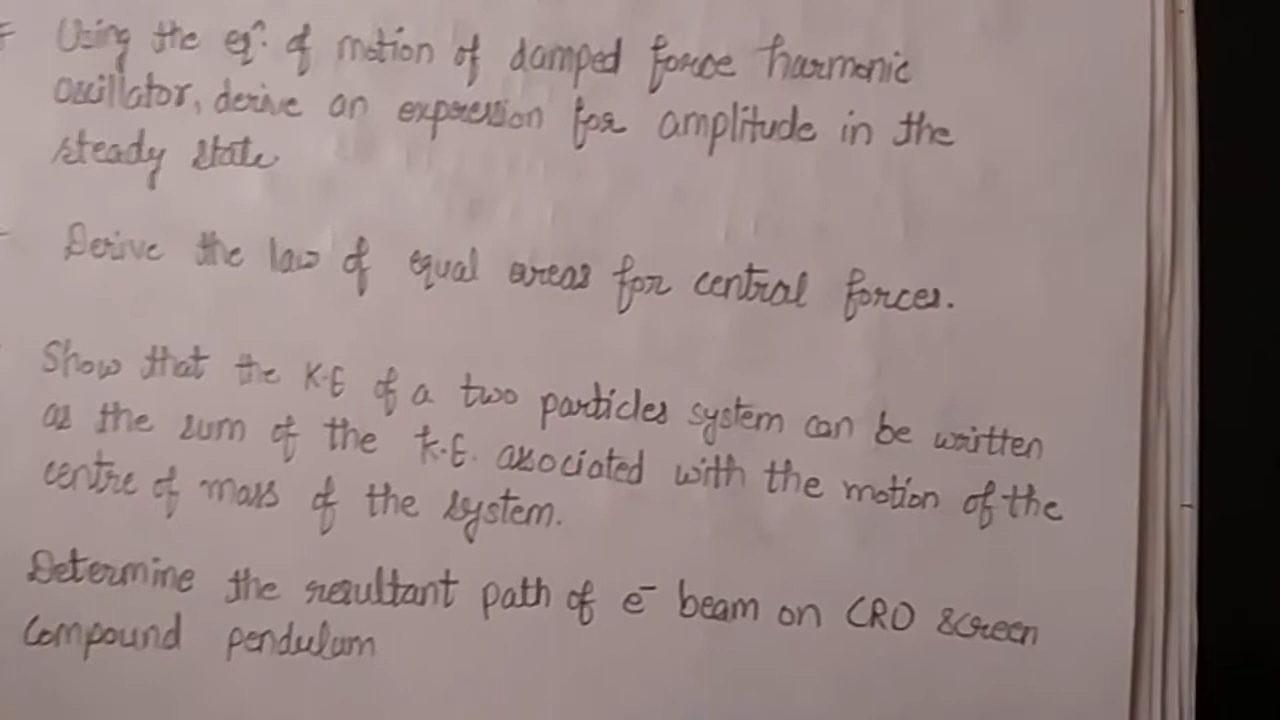 Using the eqⁿ. of motion of damped force harmonic
oscillator, derive an expression for amplitude in the
steady state
Derive the law of equal areas for central forces.
Show that the K.E of a two particles system can be written
as the sum of the K.E. associated with the motion of the
centre of mass of the system.
Determine the resultant path of e⁻ beam on CRO screen
Compound pendulum